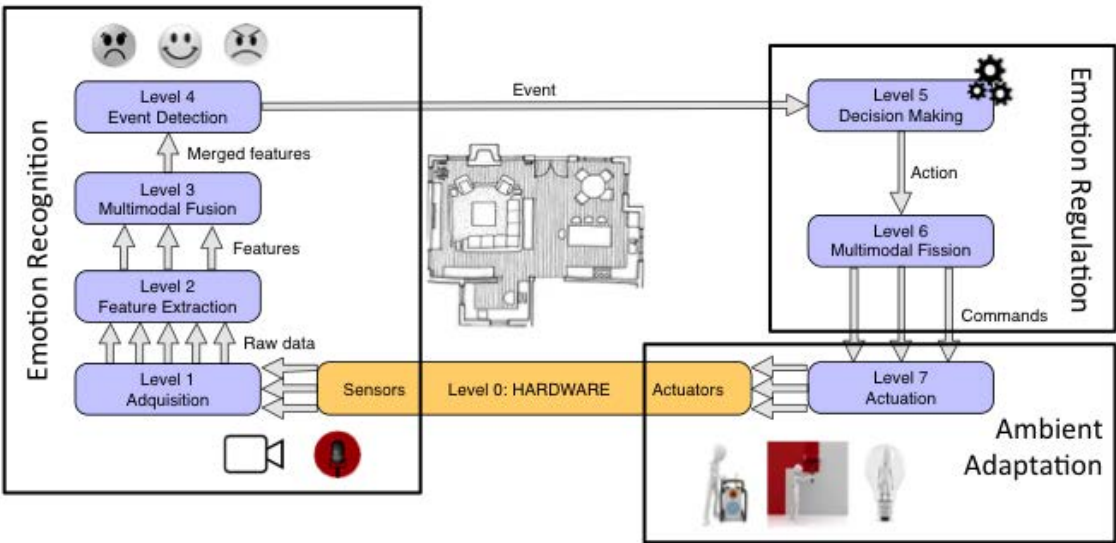 Emotion Recognition
Level 4
Event Detection
Merged features
Level 3
Multimodal Fusion
Features
Level 2
Feature Extraction
Raw data
Level 1
Adquisition
Event
Sensors
Level 0: HARDWARE
Actuators
Emotion Regulation
Level 5
Decision Making
Action
Level 6
Multimodal Fission
Commands
Level 7
Actuation
Ambient
Adaptation